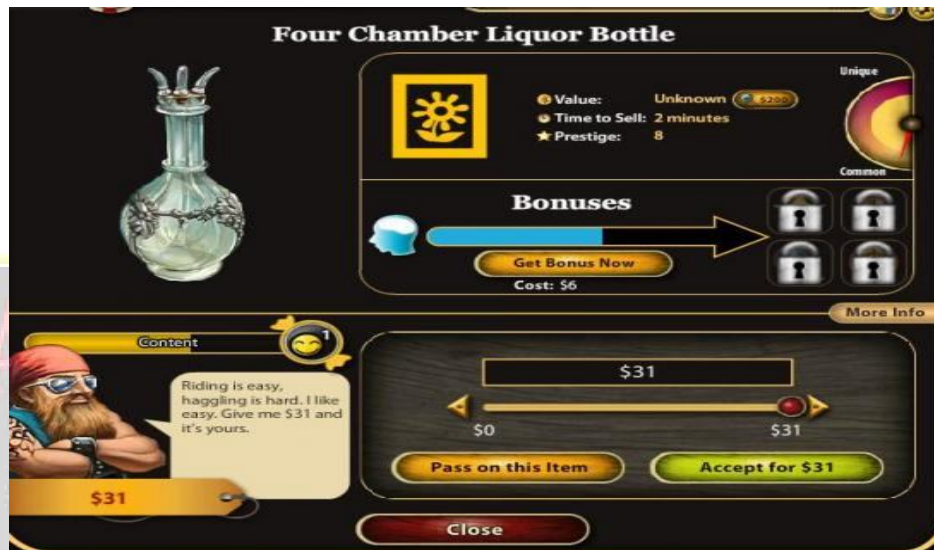 Four Chamber Liquor Bottle
Unique
Value: Unknown $200
Time to Sell: 2 minutes
Prestige: 8
Common
Bonuses
Get Bonus Now
Cost: $6
More Info
Content 1
Riding is easy,
haggling is hard. I like
easy. Give me $31 and
it's yours.
$31
$31
$0 $31
Pass on this Item Accept for $31
Close